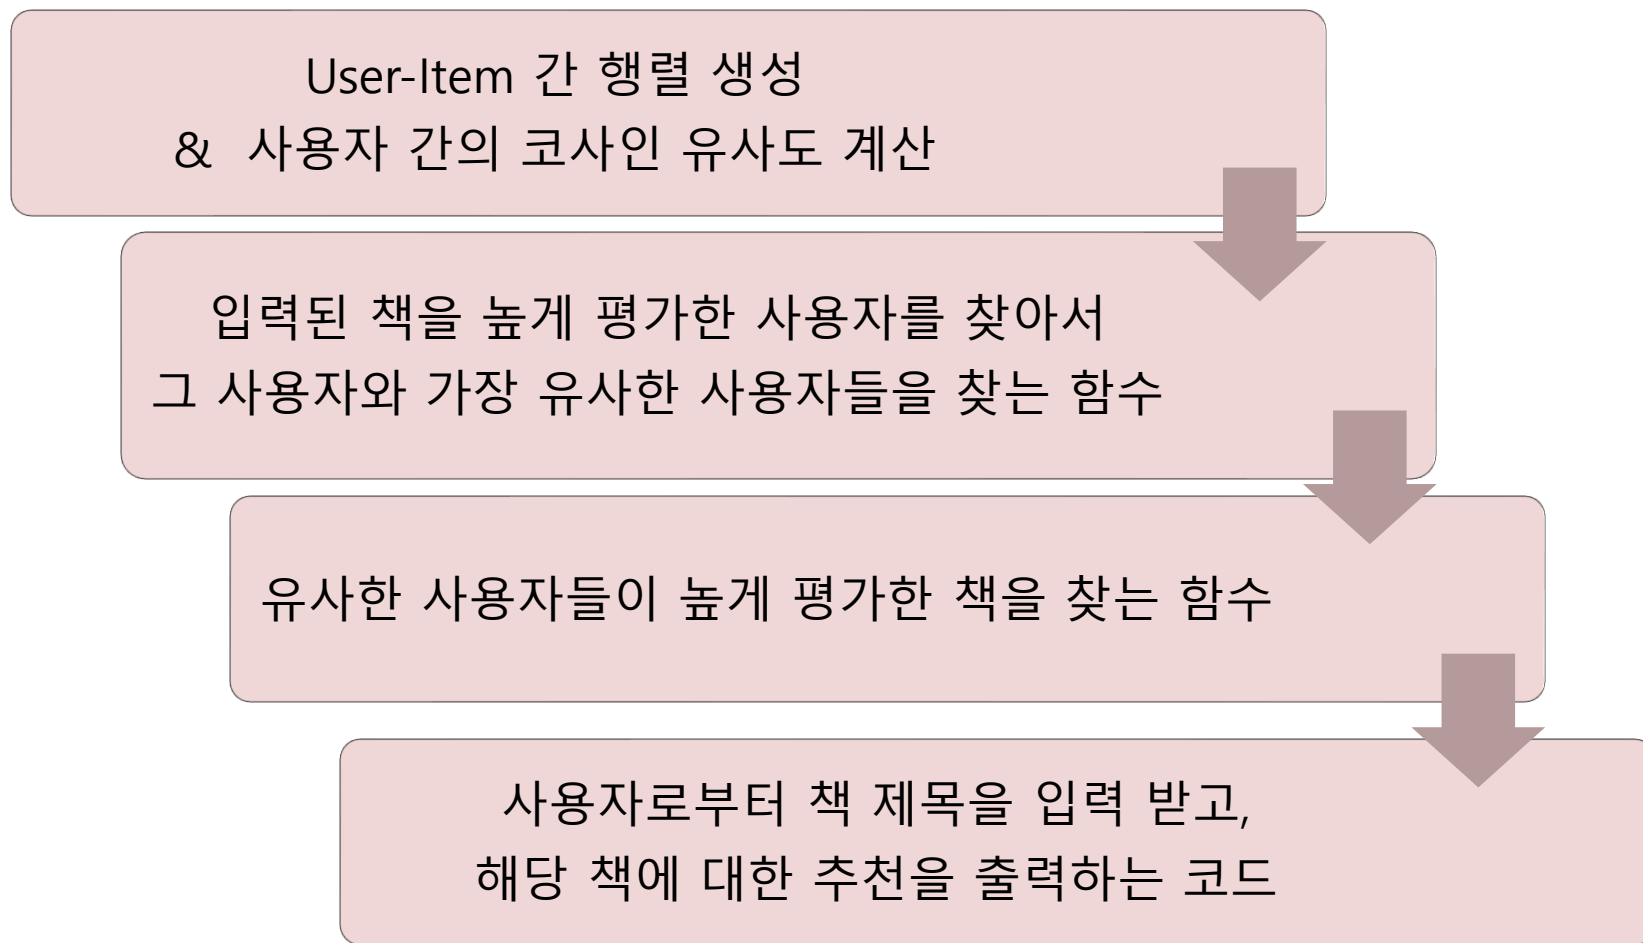 User-Item 간 행렬 생성
& 사용자 간의 코사인 유사도 계산
입력된 책을 높게 평가한 사용자를 찾아서
그 사용자와 가장 유사한 사용자들을 찾는 함수
유사한 사용자들이 높게 평가한 책을 찾는 함수
사용자로부터 책 제목을 입력 받고,
해당 책에 대한 추천을 출력하는 코드